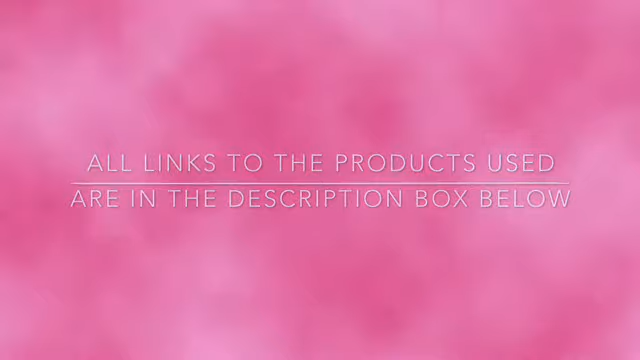 ALL LINKS TO THE PRODUCTS USED
ARE IN THE DESCRIPTION BOX BELOW